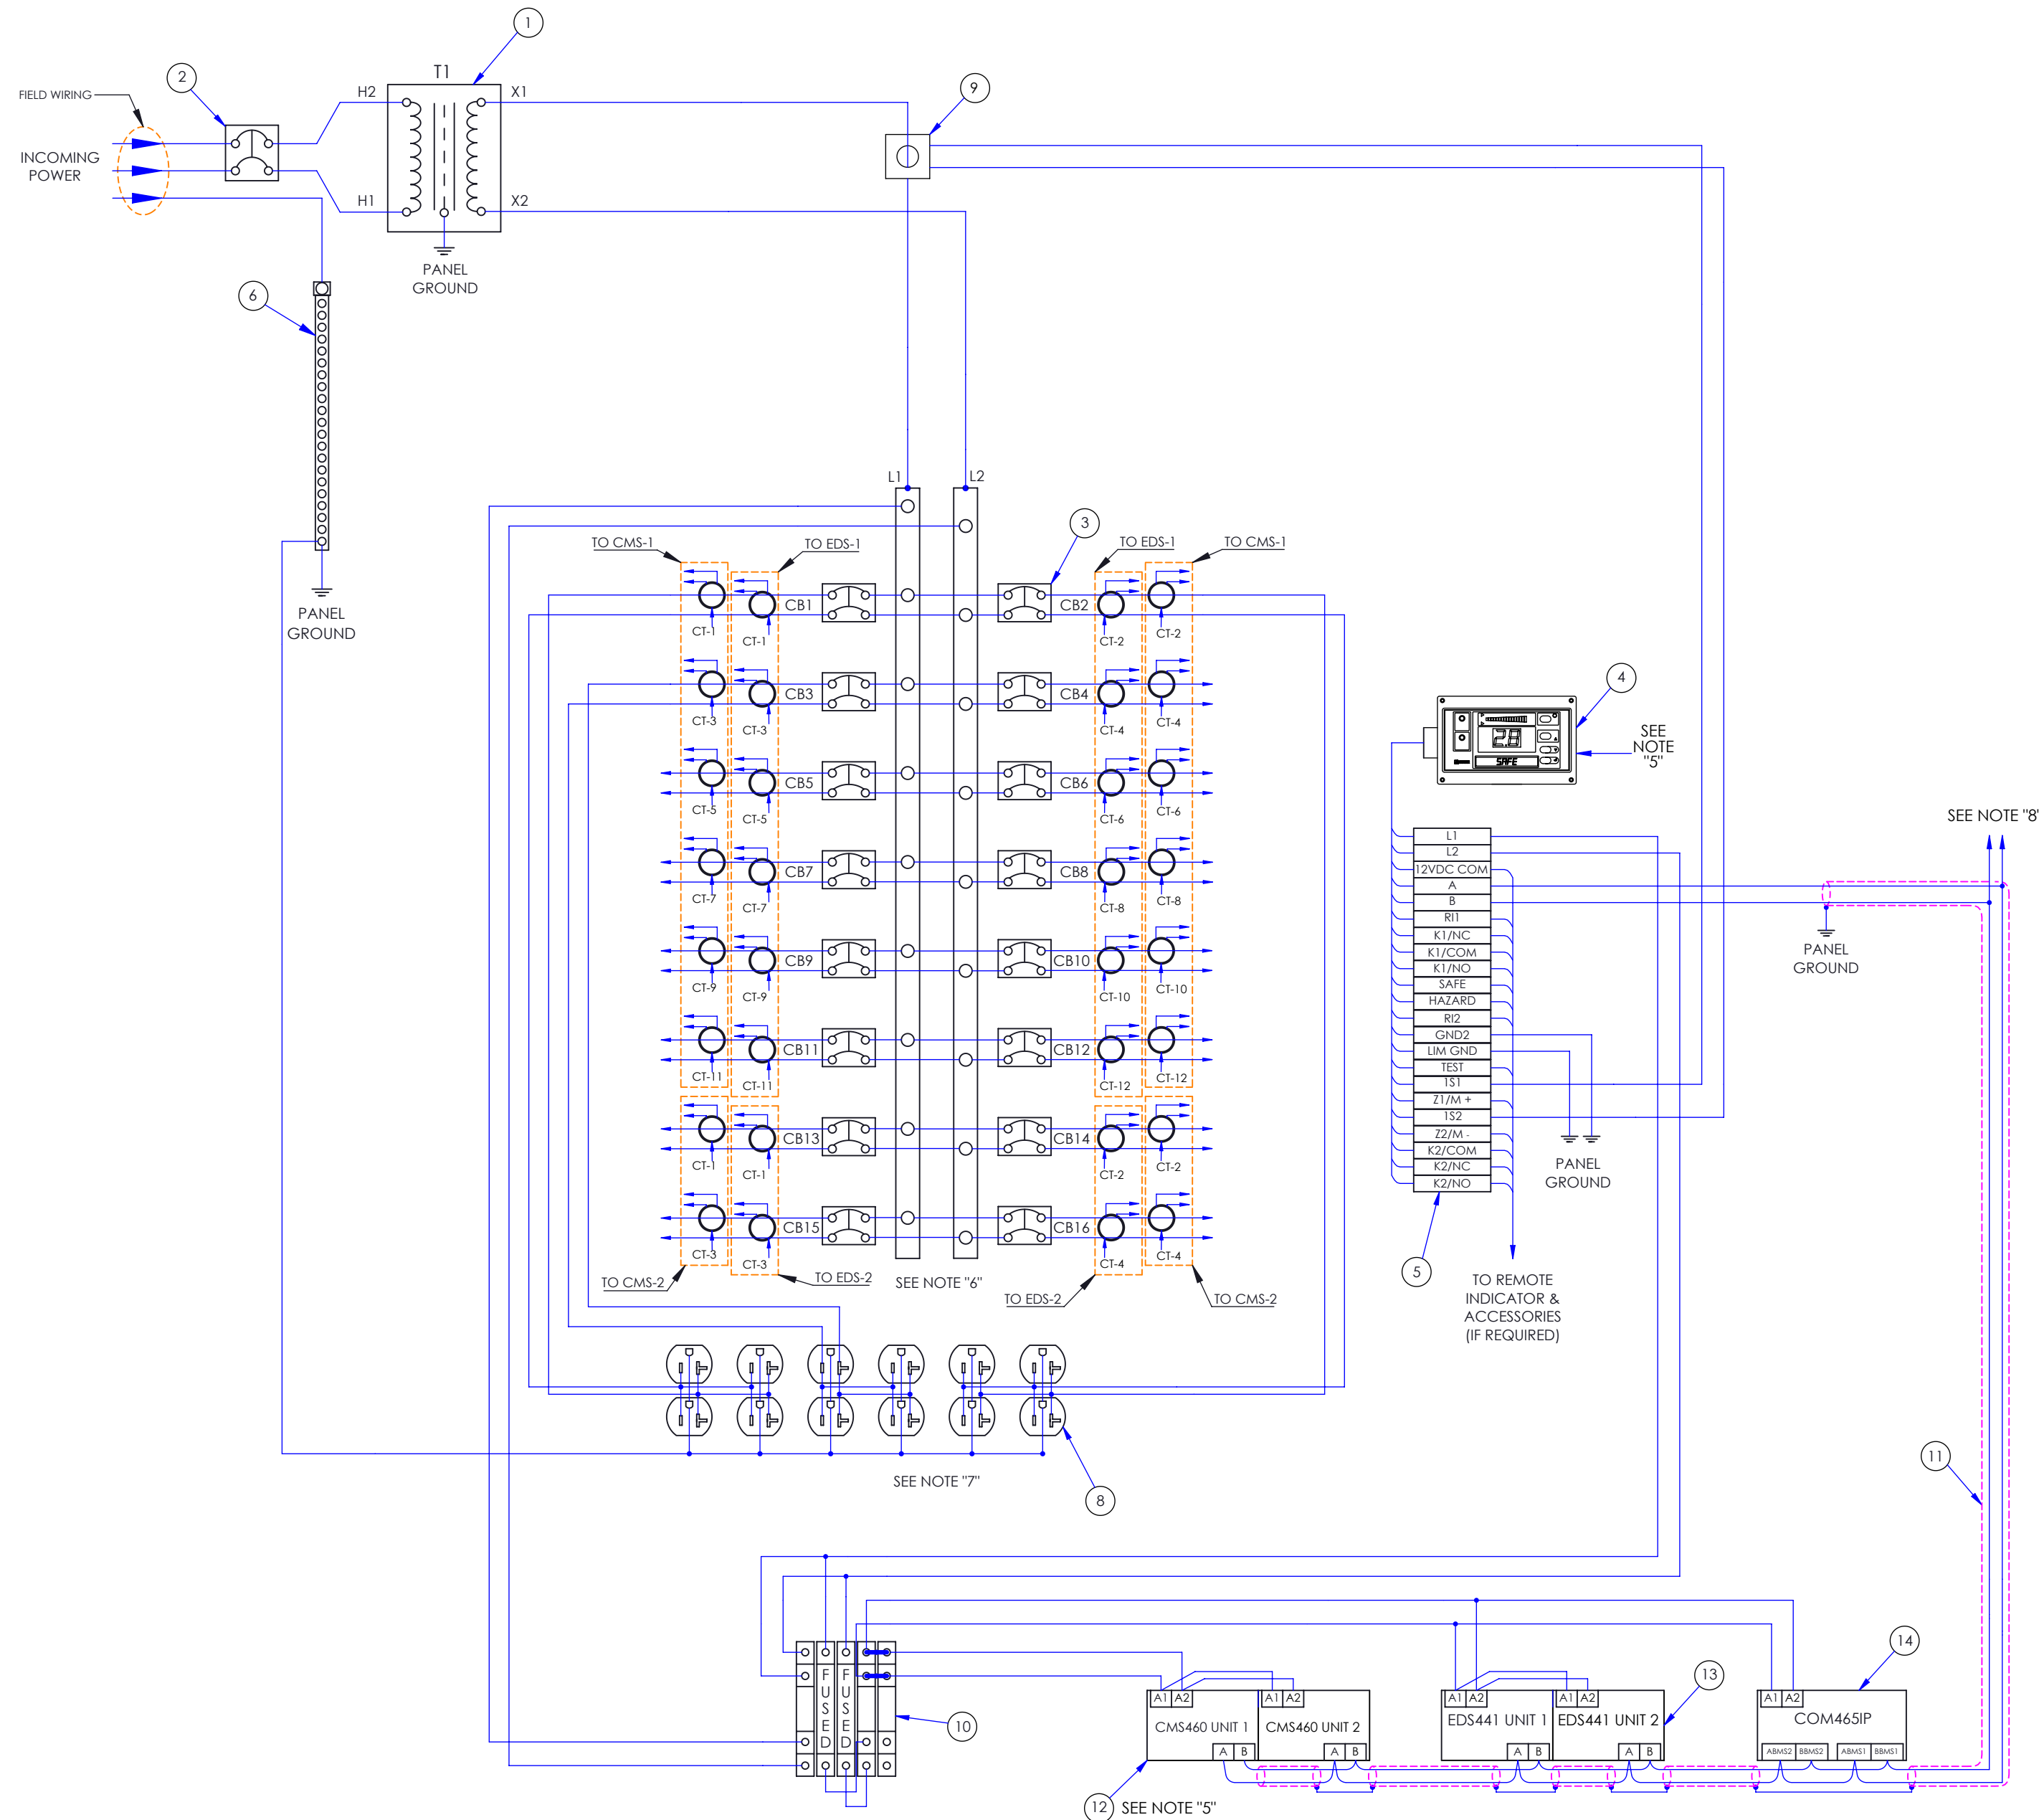 1
T1
2
9
FIELD WIRING
H2
X1
INCOMING
POWER
H1
X2
PANEL
GROUND
6
L1
L2
3
TO CMS-1
TO EDS-1
TO EDS-1
TO CMS-1
CB1
CB2
CT-1
CT-1
CT-2
CT-2
PANEL
GROUND
CB3
CB4
CT-3
CT-3
CT-4
CT-4
4
2.8
SAFE
SEE
NOTE
"5"
CB5
CB6
CT-5
CT-5
CT-6
CT-6
SEE NOTE "8'
CB7
CB8
CT-7
CT-7
CT-8
CT-8
L1
L2
12VDC COM
A
B
RI1
K1/NC
K1/COM
K1/NO
SAFE
HAZARD
RI2
GND2
LIM GND
TEST
1S1
Z1/M +
1S2
Z2/M -
K2/COM
K2/NC
K2/NO
PANEL
GROUND
PANEL
GROUND
CB9
CB10
CT-9
CT-9
CT-10
CT-10
CB11
CB12
CT-11
CT-11
CT-12
CT-12
CB13
CB14
CT-1
CT-1
CT-2
CT-2
CB15
CB16
CT-3
CT-3
CT-4
CT-4
TO CMS-2
TO EDS-2
SEE NOTE "6"
TO EDS-2
TO CMS-2
5
TO REMOTE
INDICATOR &
ACCESSORIES
(IF REQUIRED)
SEE NOTE "7"
8
11
FUSED
FUSED
10
A1 A2
CMS460 UNIT 1
A B
A1 A2
CMS460 UNIT 2
A B
A1 A2
EDS441 UNIT 1
A B
A1 A2
EDS441 UNIT 2
A B
13
14
A1 A2
COM465IP
ABMS2 BBMS2 ABMS1 BBMS1
12 SEE NOTE "5"